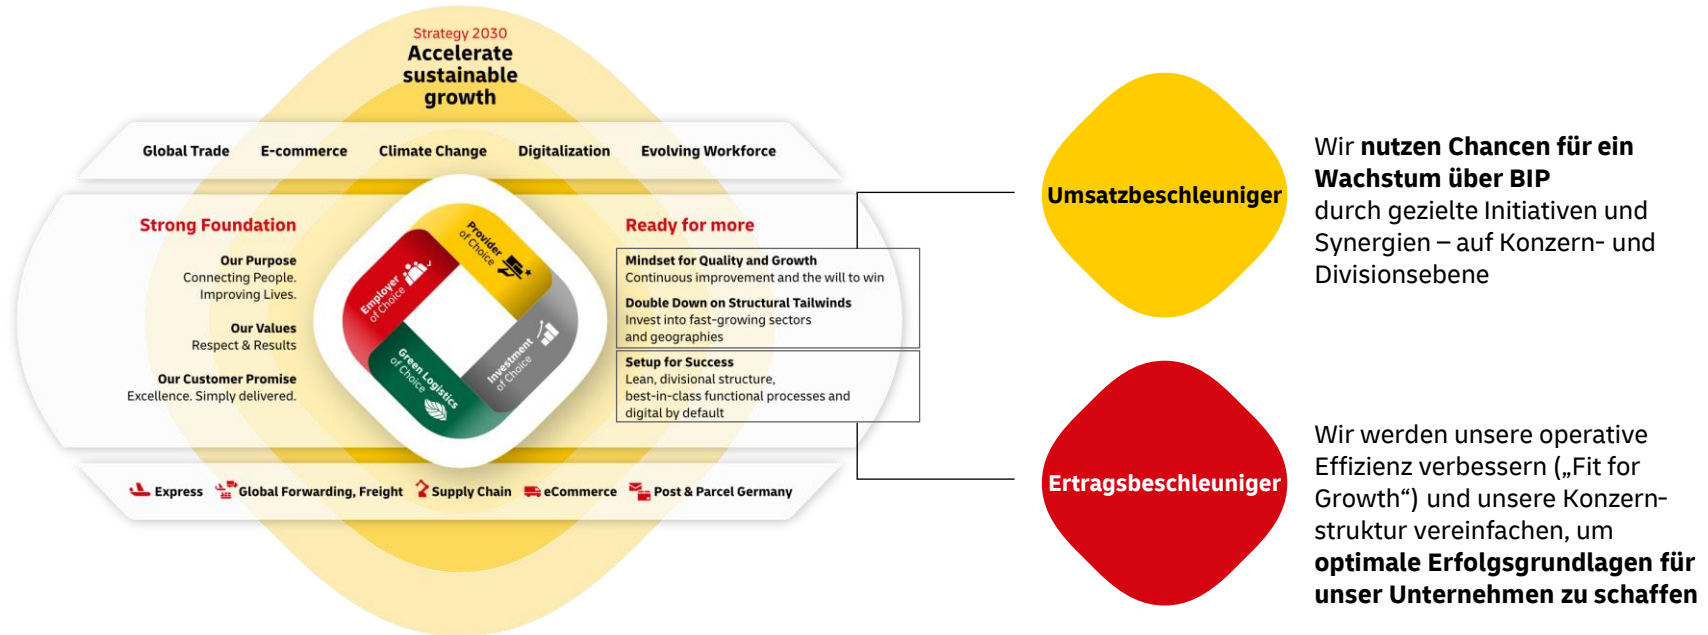 Strategy 2030
Accelerate
sustainable
growth
Global Trade E-commerce Climate Change Digitalization Evolving Workforce
Strong Foundation
Our Purpose
Connecting People.
Improving Lives.
Our Values
Respect & Results
Our Customer Promise
Excellence. Simply delivered.
Employer
of Choice
Provider
of Choice
Green Logistics
of Choice
Investment
of Choice
Ready for more
Mindset for Quality and Growth
Continuous improvement and the will to win
Double Down on Structural Tailwinds
Invest into fast-growing sectors
and geographies
Setup for Success
Lean, divisional structure,
best-in-class functional processes and
digital by default
Express Global Forwarding, Freight Supply Chain eCommerce Post & Parcel Germany
Umsatzbeschleuniger
Wir nutzen Chancen für ein
Wachstum über BIP
durch gezielte Initiativen und
Synergien – auf Konzern- und
Divisionsebene
Ertragsbeschleuniger
Wir werden unsere operative
Effizienz verbessern („Fit for
Growth“) und unsere Konzern-
struktur vereinfachen, um
optimale Erfolgsgrundlagen für
unser Unternehmen zu schaffen